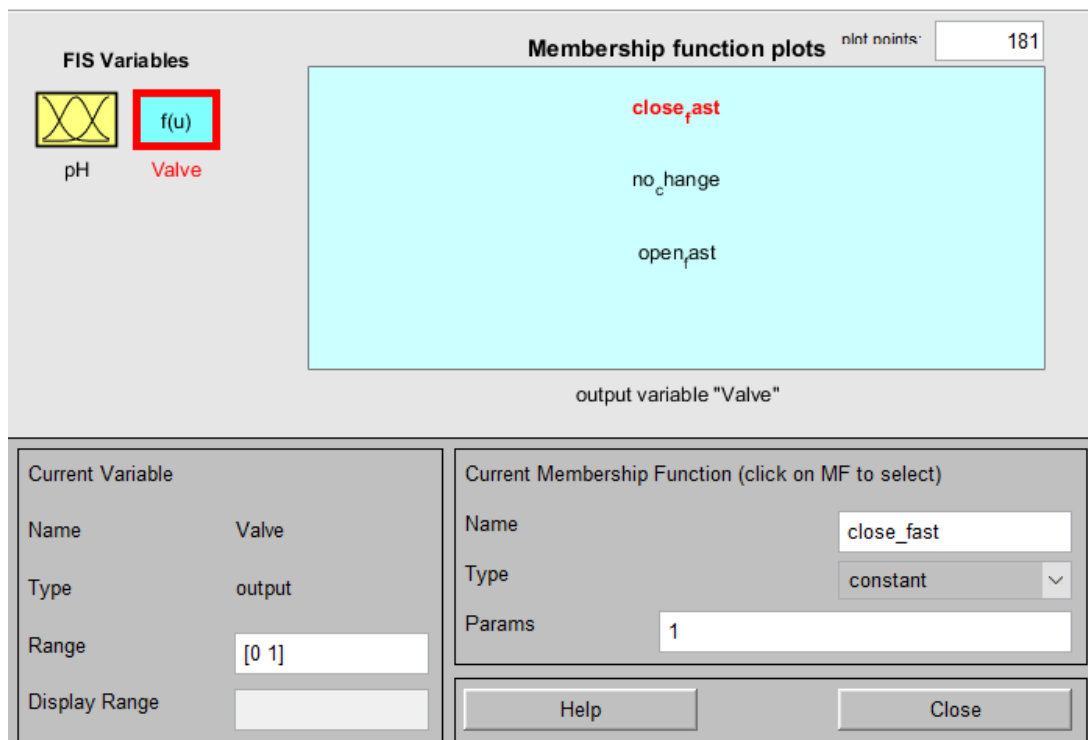 FIS Variables
f(u)
pH
Valve
Membership function plots
plot points:
181
close_fast
no_change
open_fast
output variable "Valve"
Current Variable
Name
Valve
Type
output
Range
[0 1]
Display Range
Current Membership Function (click on MF to select)
Name
close_fast
Type
constant
Params
1
Help
Close